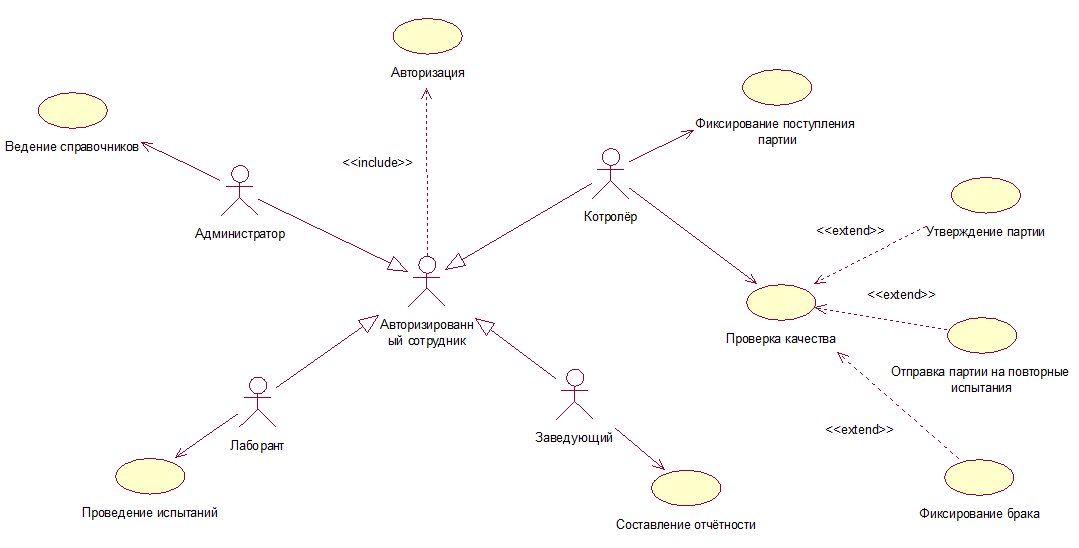 Авторизация
Фиксирование поступления
партии
Ведение справочников
<<include>>
Котролёр
Администратор
<<extend>>
Утверждение партии
<<extend>>
Авторизированн
ый сотрудник
Проверка качества
Отправка партии на повторные
испытания
<<extend>>
Лаборант
Заведующий
Проведение испытаний
Составление отчётности
Фиксирование брака